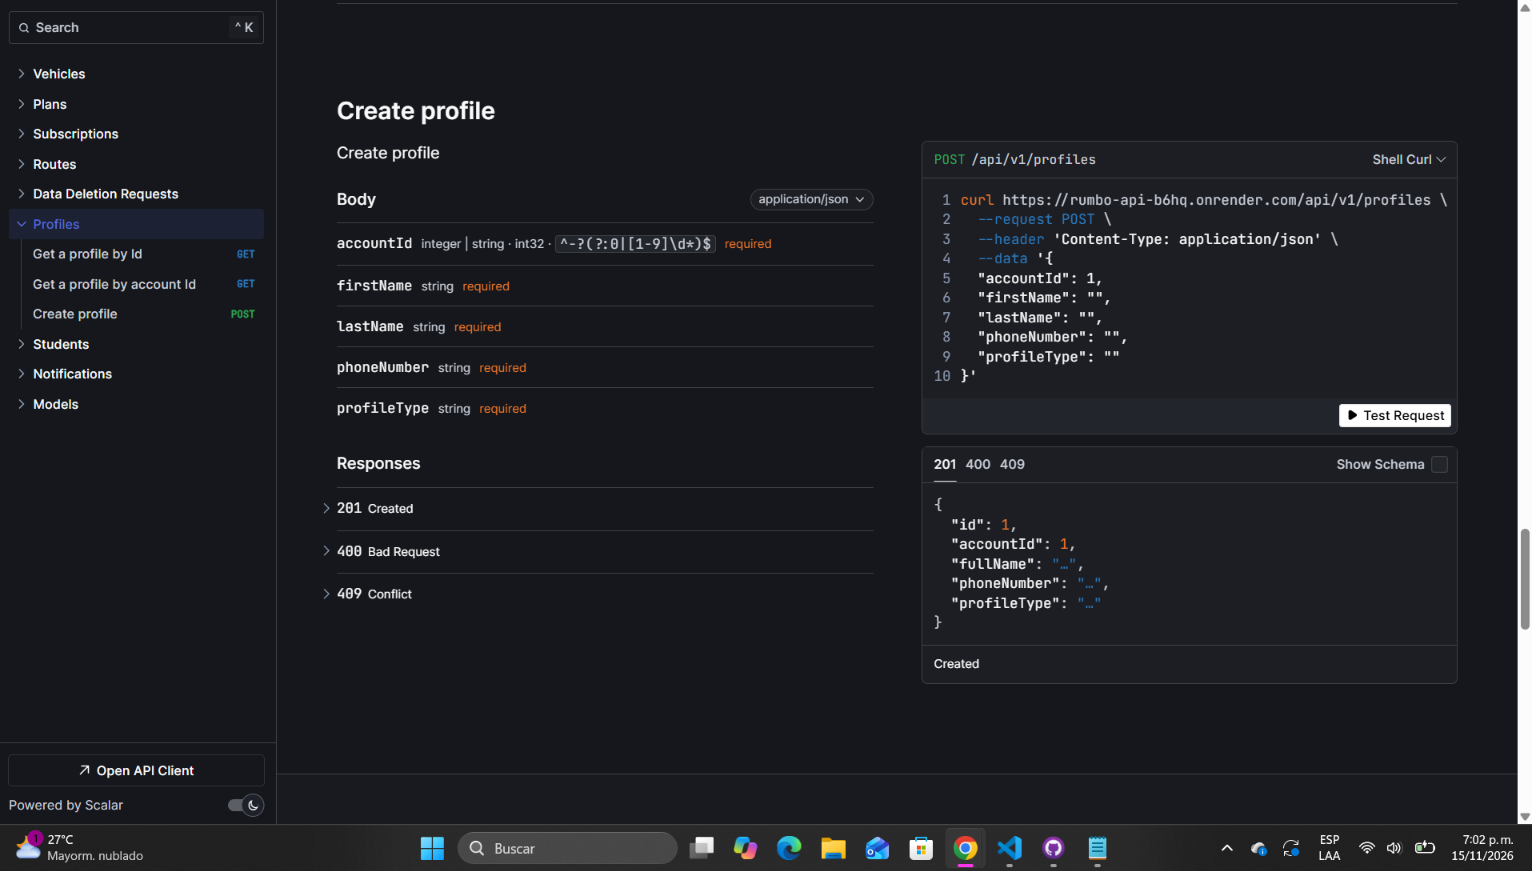 Search ^ K
Vehicles
Plans
Subscriptions
Routes
Data Deletion Requests
Profiles
Get a profile by Id GET
Get a profile by account Id GET
Create profile POST
Students
Notifications
Models
Open API Client
Powered by Scalar
Create profile
Create profile
Body application/json
accountId integer | string · int32 · ^-?(?:0|[1-9]\d*)$ required
firstName string required
lastName string required
phoneNumber string required
profileType string required
Responses
201 Created
400 Bad Request
409 Conflict
POST /api/v1/profiles Shell Curl
1 curl https://rumbo-api-b6hq.onrender.com/api/v1/profiles \
2 --request POST \
3 --header 'Content-Type: application/json' \
4 --data '{
5 "accountId": 1,
6 "firstName": "",
7 "lastName": "",
8 "phoneNumber": "",
9 "profileType": ""
10 }'
Test Request
201 400 409 Show Schema
{
"id": 1,
"accountId": 1,
"fullName": "…",
"phoneNumber": "…",
"profileType": "…"
}
Created
1
27°C
Mayorm. nublado
Buscar
ESP
LAA
7:02 p. m.
15/11/2026